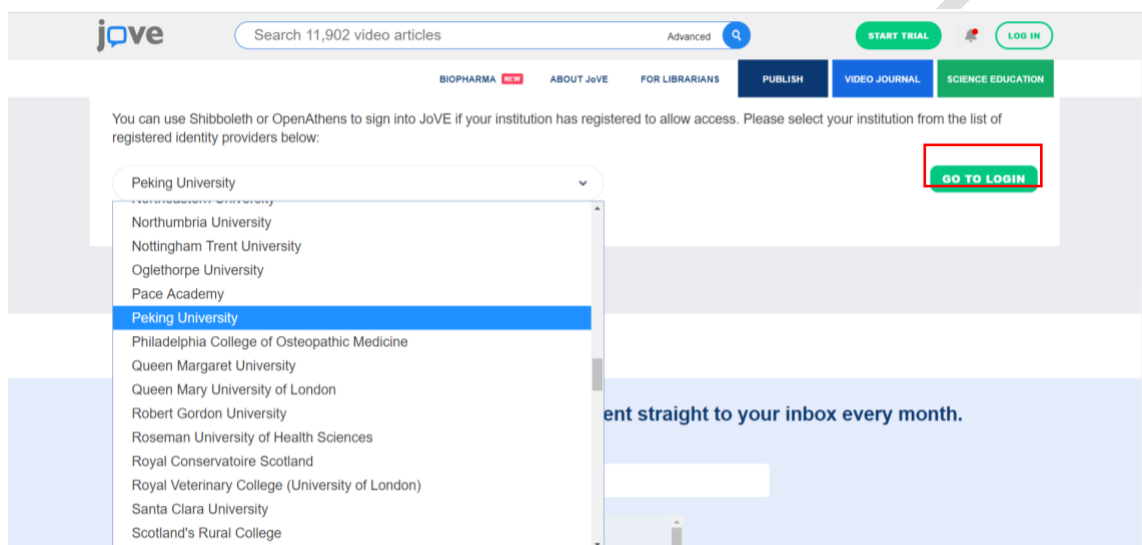 jove
Search 11,902 video articles
Advanced
START TRIAL
LOG IN
BIOPHARMA NEW
ABOUT JoVE
FOR LIBRARIANS
PUBLISH
VIDEO JOURNAL
SCIENCE EDUCATION
You can use Shibboleth or OpenAthens to sign into JoVE if your institution has registered to allow access. Please select your institution from the list of
registered identity providers below:
Peking University
GO TO LOGIN
Northeastern University
Northumbria University
Nottingham Trent University
Oglethorpe University
Pace Academy
Peking University
Philadelphia College of Osteopathic Medicine
Queen Margaret University
Queen Mary University of London
Robert Gordon University
ent straight to your inbox every month.
Roseman University of Health Sciences
Royal Conservatoire Scotland
Royal Veterinary College (University of London)
Santa Clara University
Scotland's Rural College